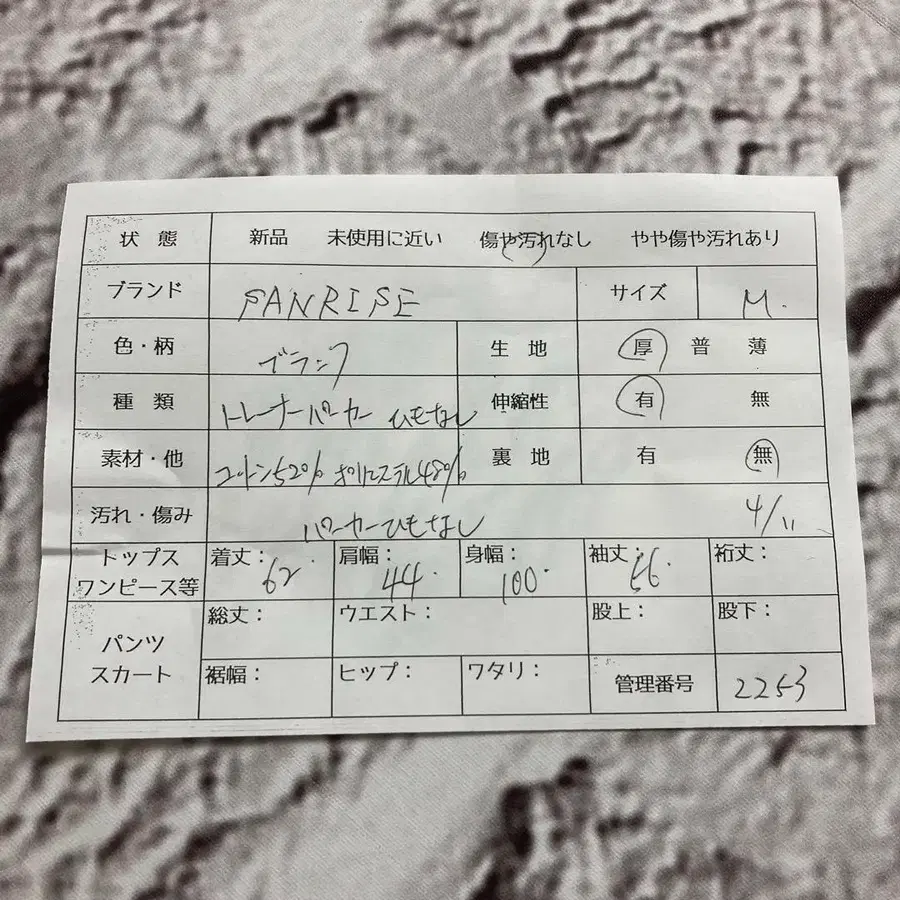 状 態 新品 未使用に近い 傷や汚れなし やや傷や汚れあり
ブランド SANRISE サイズ M.
色・柄 ブラック 生 地 厚 普 薄
種 類 トレーナーパーカー ひもなし 伸縮性 有 無
素材・他 コットン52% ポリエステル48% 裏 地 有 無
汚れ・傷み パーカーひもなし 4/11
トップス ワンピース等 着丈: 62 肩幅: 44 身幅: 100 袖丈: 56 裄丈:
パンツ スカート 総丈: ウエスト: 股上: 股下:
裾幅: ヒップ: ワタリ: 管理番号 2253